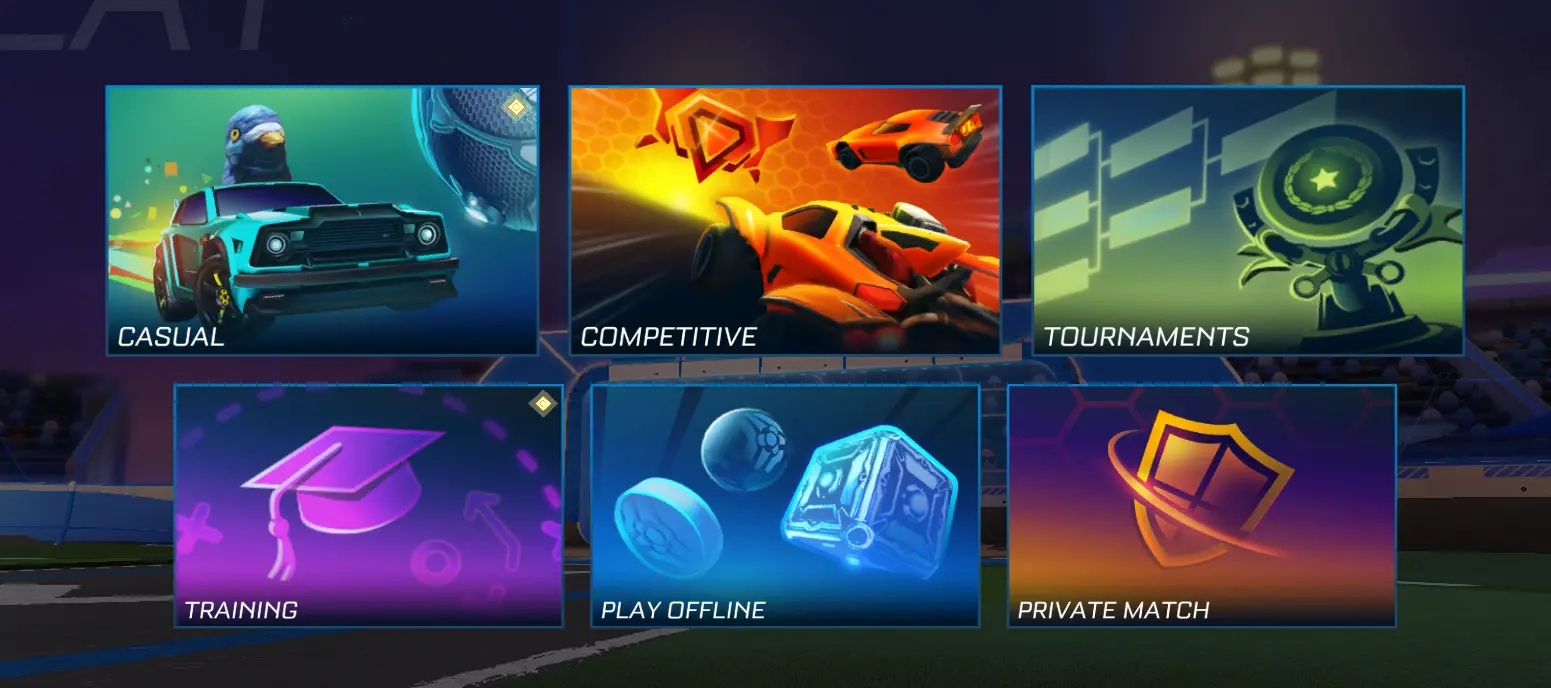 CASUAL
COMPETITIVE
TOURNAMENTS
TRAINING
PLAY OFFLINE
PRIVATE MATCH